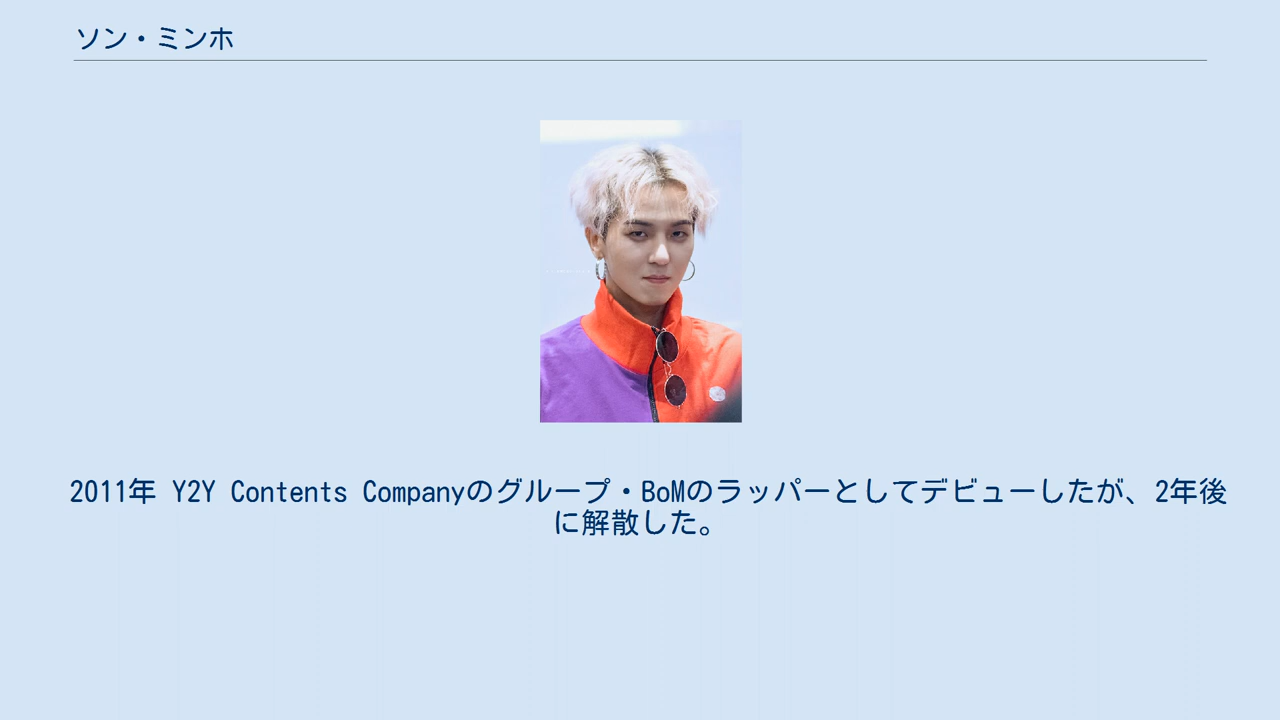 ソン・ミンホ
2011年 Y2Y Contents Companyのグループ・BoMのラッパーとしてデビューしたが、2年後
に解散した。